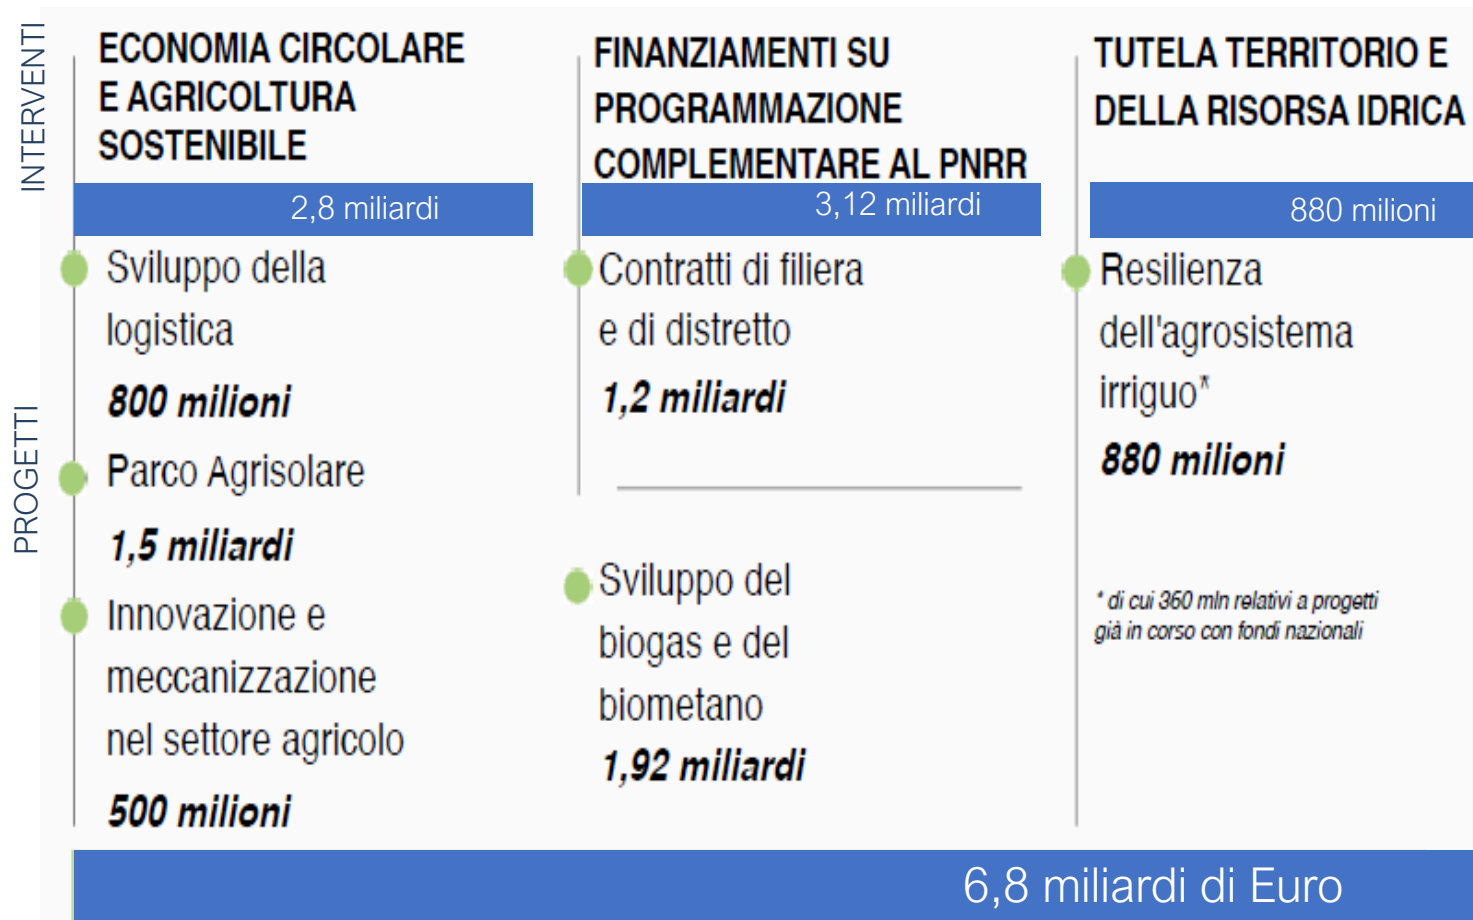 INTERVENTI
PROGETTI
ECONOMIA CIRCOLARE
E AGRICOLTURA
SOSTENIBILE
2,8 miliardi
Sviluppo della
logistica
800 milioni
Parco Agrisolare
1,5 miliardi
Innovazione e
meccanizzazione
nel settore agricolo
500 milioni
FINANZIAMENTI SU
PROGRAMMAZIONE
COMPLEMENTARE AL PNRR
3,12 miliardi
Contratti di filiera
e di distretto
1,2 miliardi
Sviluppo del
biogas e del
biometano
1,92 miliardi
TUTELA TERRITORIO E
DELLA RISORSA IDRICA
880 milioni
Resilienza
dell'agrosistema
irriguo*
880 milioni
* di cui 360 mln relativi a progetti
già in corso con fondi nazionali
6,8 miliardi di Euro